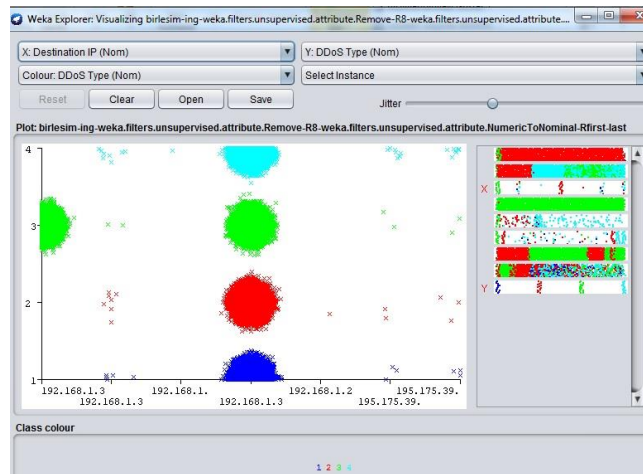 Weka Explorer: Visualizing birlesim-ing-weka.filters.unsupervised.attribute.Remove-R8-weka.filters.unsupervised.attribute....
X: Destination IP (Nom)
Y: DDoS Type (Nom)
Colour: DDoS Type (Nom)
Select Instance
Reset
Clear
Open
Save
Jitter
Plot: birlesim-ing-weka.filters.unsupervised.attribute.Remove-R8-weka.filters.unsupervised.attribute.NumericToNominal-Rfirst-last
4
3
2
1
X
Y
192.168.1.3 192.168.1. 192.168.1.2 195.175.39.
192.168.1.3 192.168.1.3 195.175.39.
Class colour
1 2 3 4